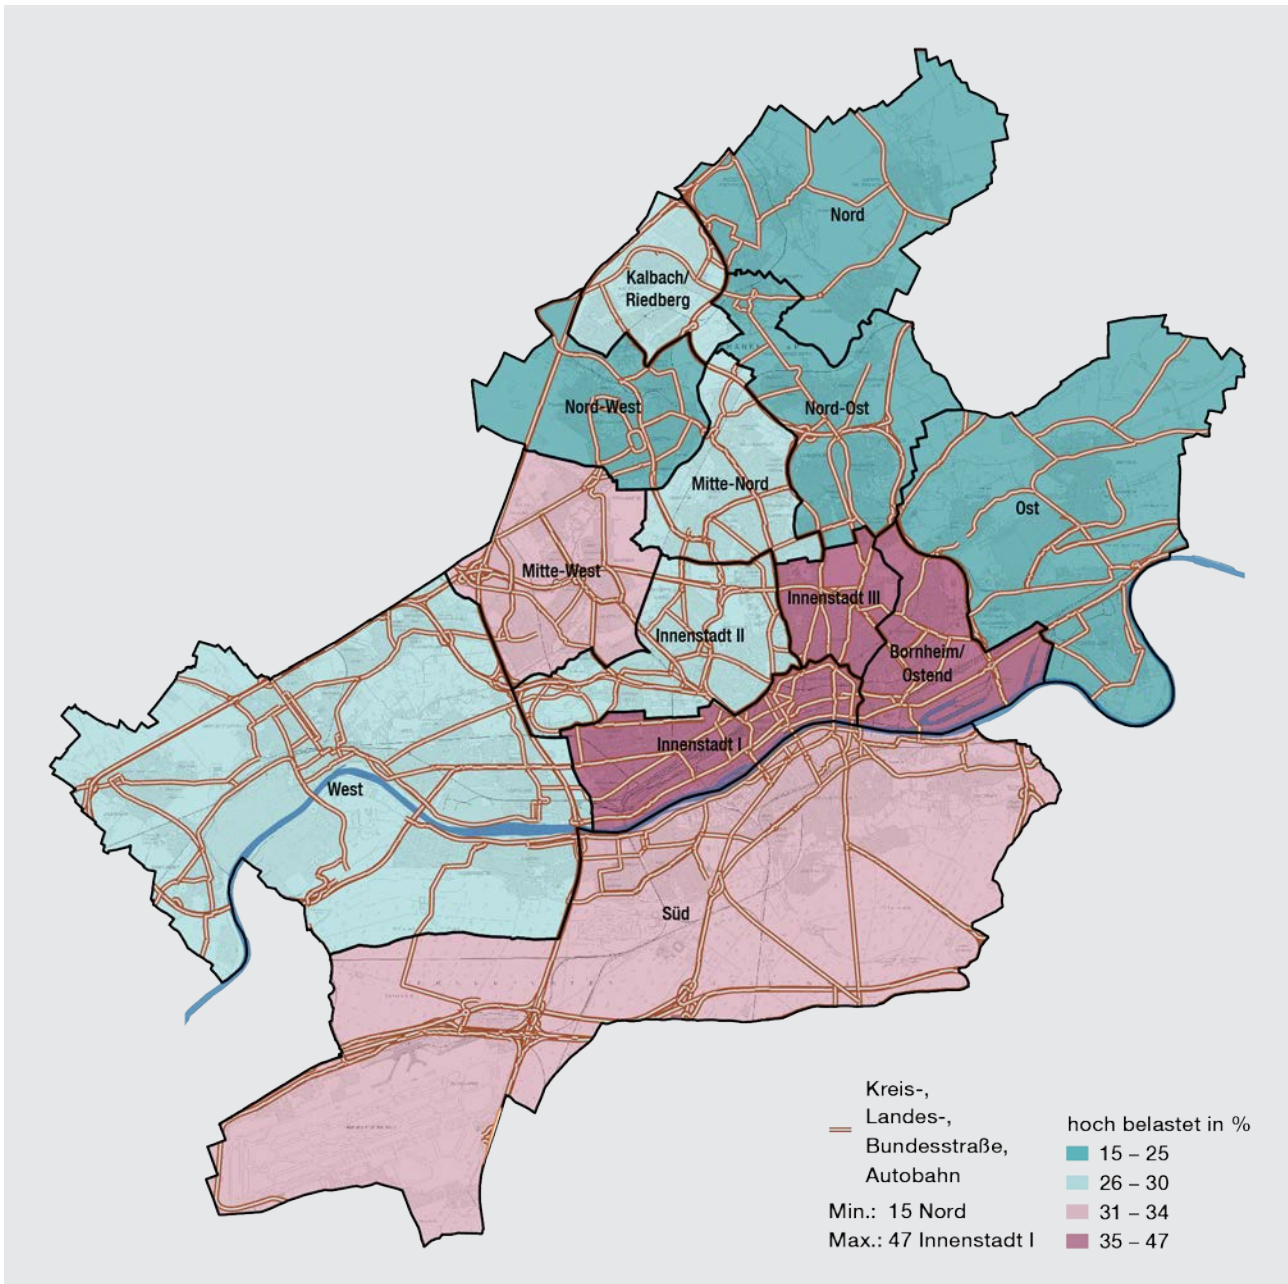 Nord
Kalbach/
Riedberg
Nord-West
Nord-Ost
Mitte-Nord
Ost
Mitte-West
Innenstadt III
Innenstadt II
Bornheim/
Ostend
Innenstadt I
West
Süd
Kreis-,
Landes-,
Bundesstraße,
Autobahn
Min.: 15 Nord
Max.: 47 Innenstadt I
hoch belastet in %
15 – 25
26 – 30
31 – 34
35 – 47